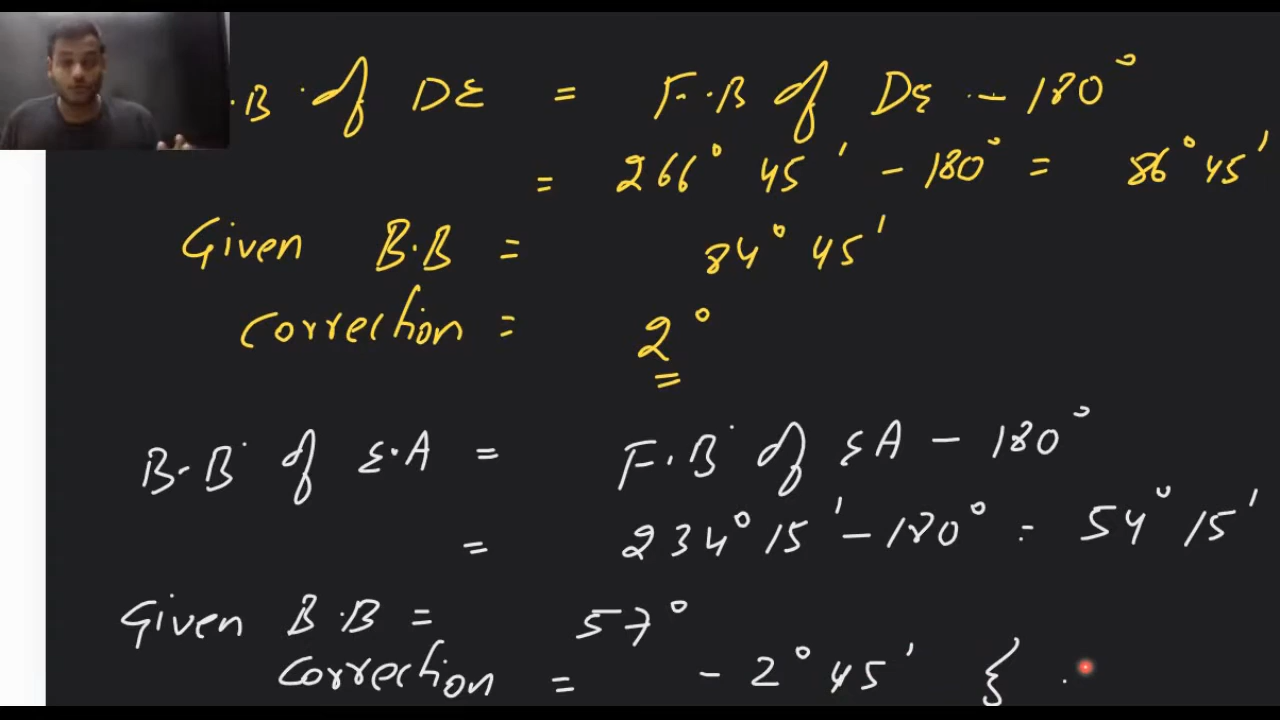 .B of DE = F.B of DE - 180°
= 266° 45' - 180° = 86° 45'
Given B.B = 84° 45'
Correction = 2°
B.B of E.A = F.B of EA - 180°
= 234° 15' - 180° = 54° 15'
Given B.B = 57°
Correction = - 2° 45' {